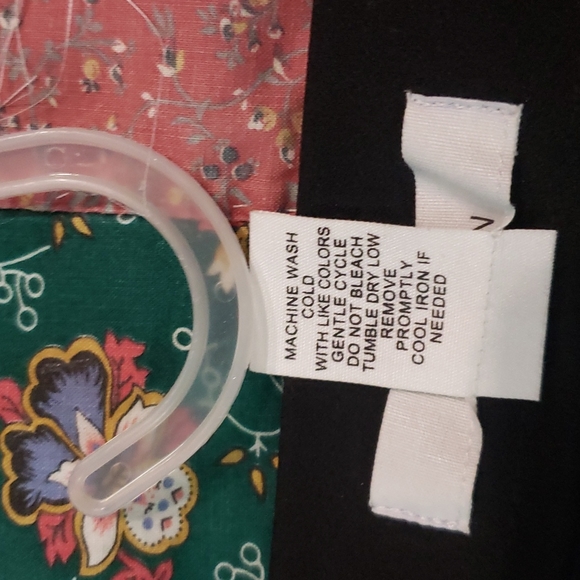 MACHINE WASH
COLD
WITH LIKE COLORS
GENTLE CYCLE
DO NOT BLEACH
TUMBLE DRY LOW
REMOVE
PROMPTLY
COOL IRON IF
NEEDED